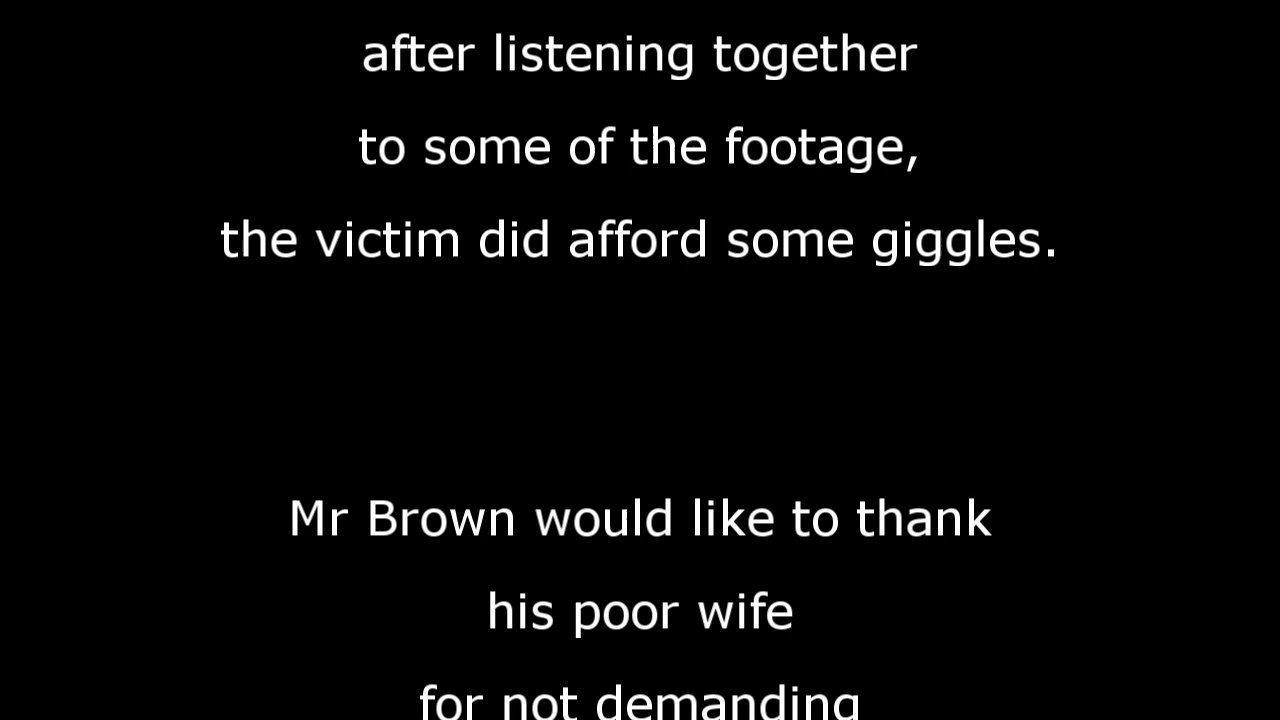 after listening together
to some of the footage,
the victim did afford some giggles.
Mr Brown would like to thank
his poor wife
for not demanding